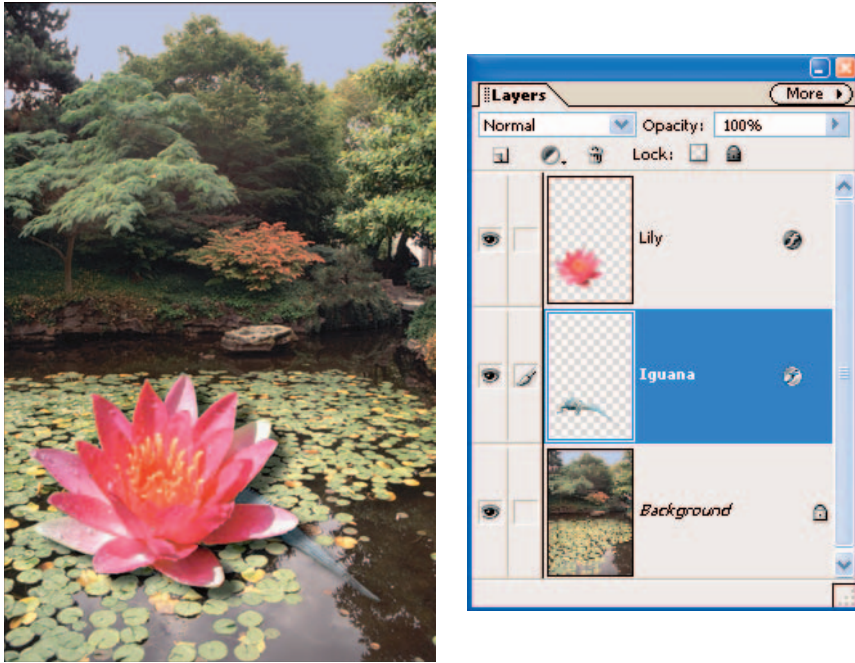 Layers
More
Normal Opacity: 100%
Lock:
Lily
Iguana
Background